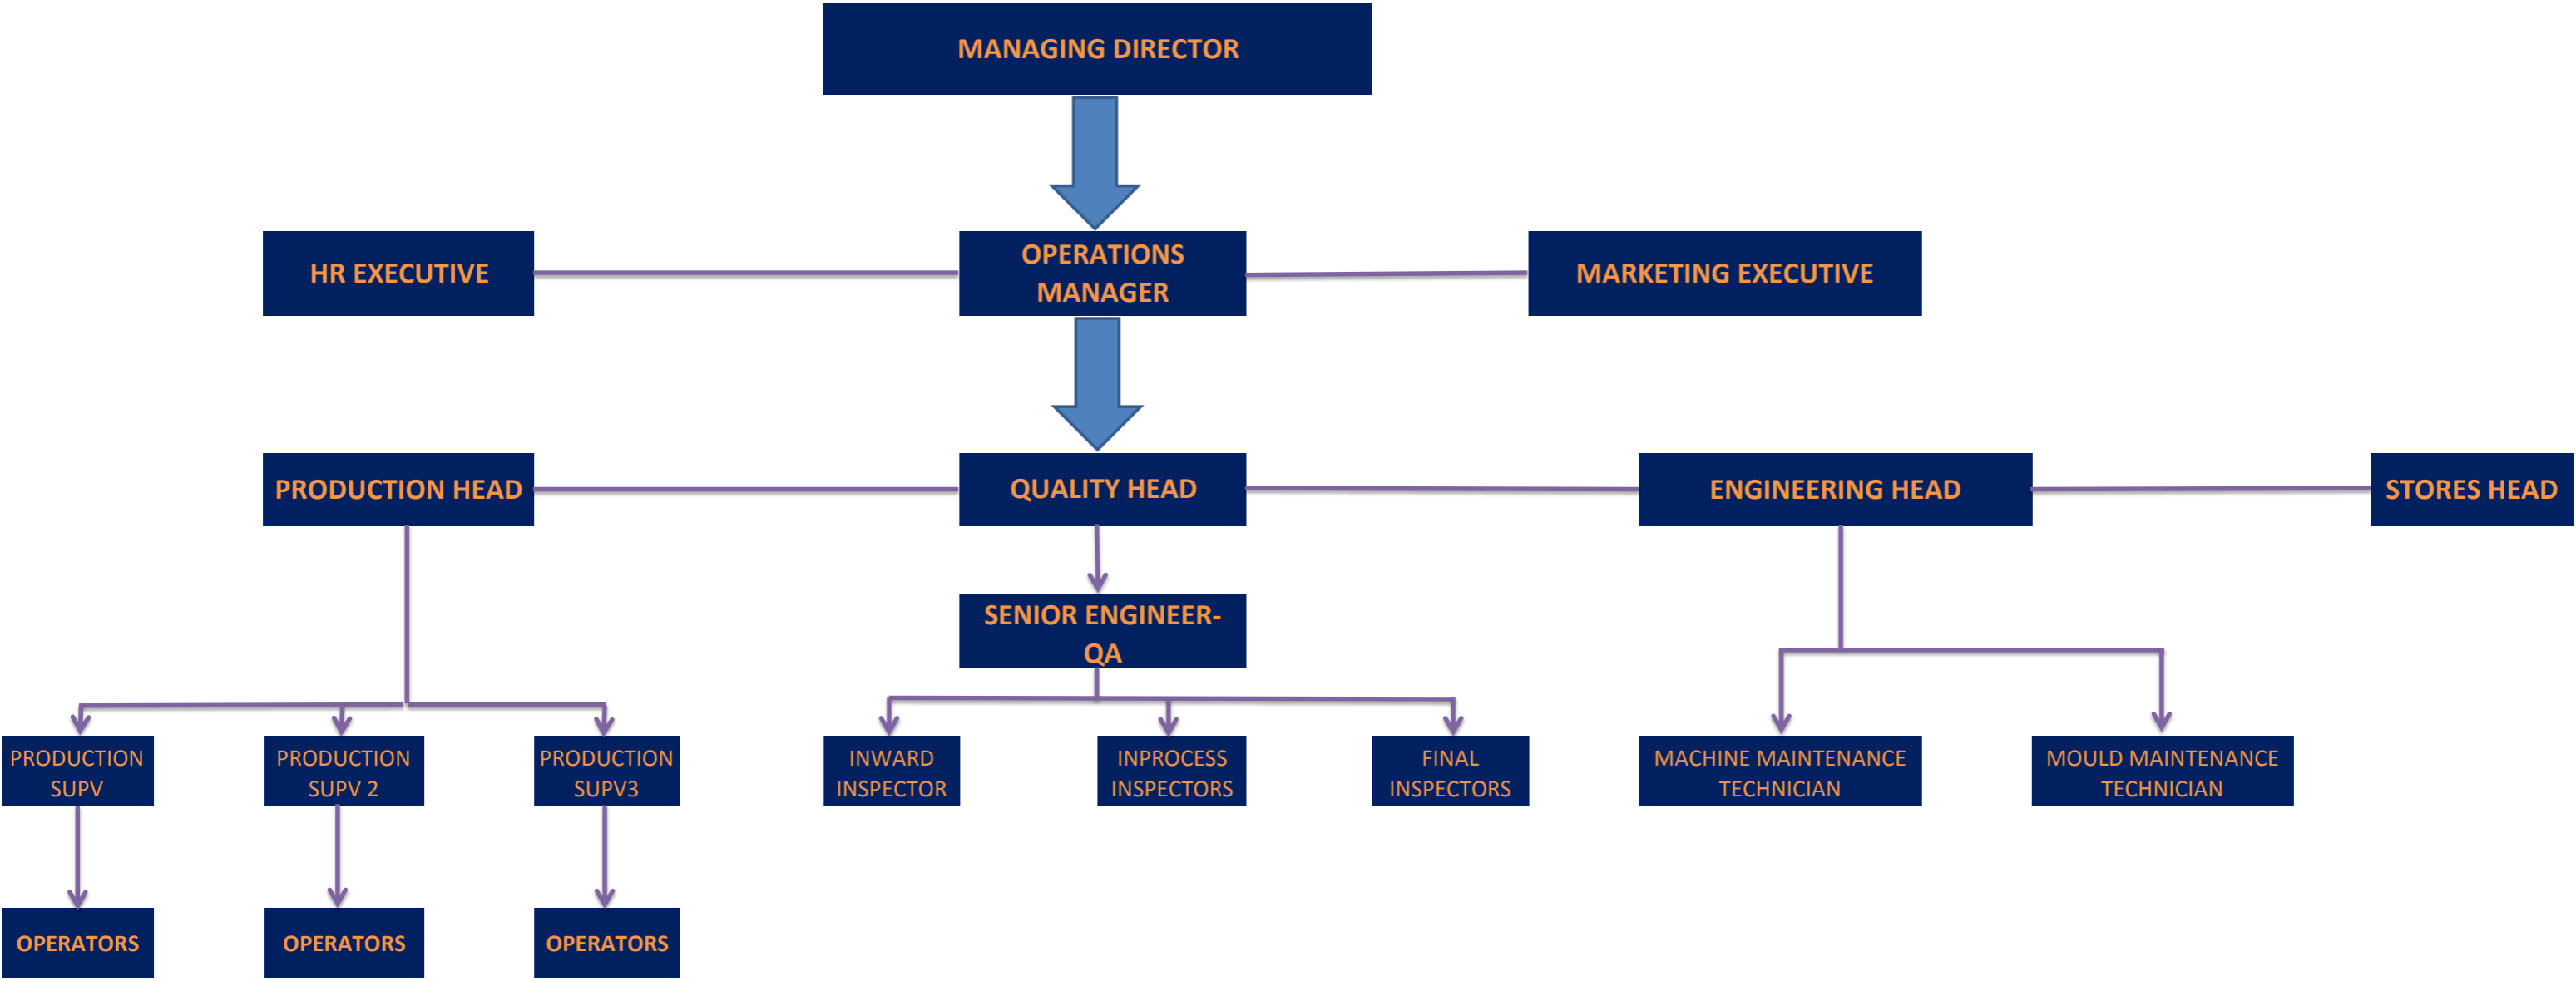 MANAGING DIRECTOR
HR EXECUTIVE
OPERATIONS
MANAGER
MARKETING EXECUTIVE
PRODUCTION HEAD
QUALITY HEAD
ENGINEERING HEAD
STORES HEAD
SENIOR ENGINEER-
QA
PRODUCTION
SUPV
PRODUCTION
SUPV 2
PRODUCTION
SUPV3
INWARD
INSPECTOR
INPROCESS
INSPECTORS
FINAL
INSPECTORS
MACHINE MAINTENANCE
TECHNICIAN
MOULD MAINTENANCE
TECHNICIAN
OPERATORS
OPERATORS
OPERATORS